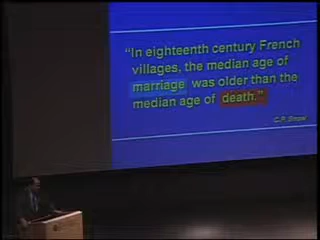 "In eighteenth century French
villages, the median age of
marriage was older than the
median age of death."
C.P. Snow